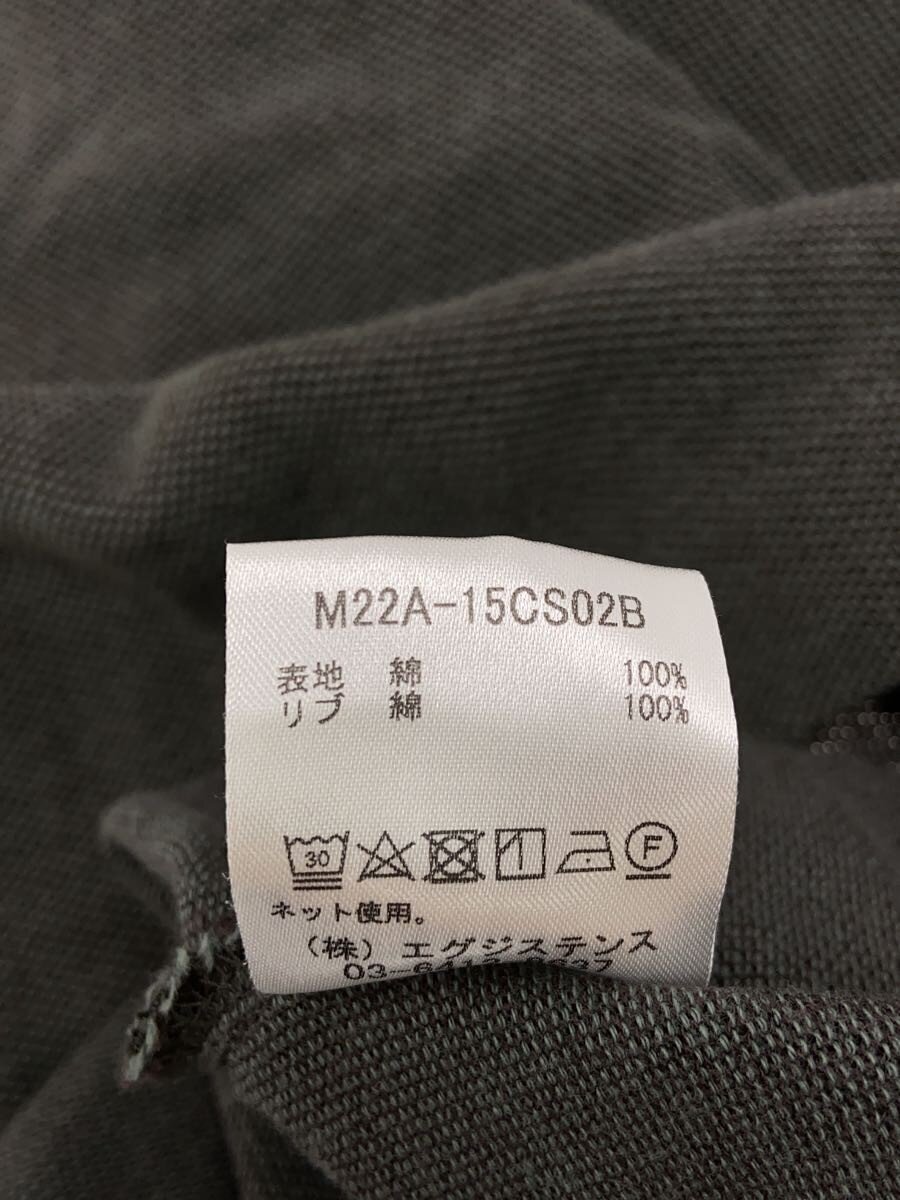 M22A-15CS02B
表地 綿 100%
リブ 綿 100%
30 F
ネット使用。
(株) エグジステンス